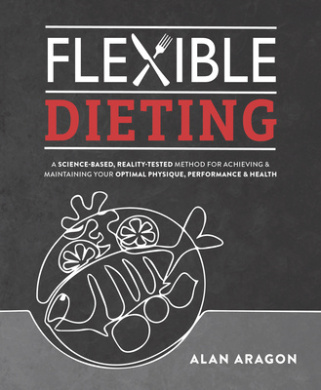 FLEXIBLE
DIETING
A SCIENCE-BASED, REALITY-TESTED METHOD FOR ACHIEVING &
MAINTAINING YOUR OPTIMAL PHYSIQUE, PERFORMANCE & HEALTH
ALAN ARAGON